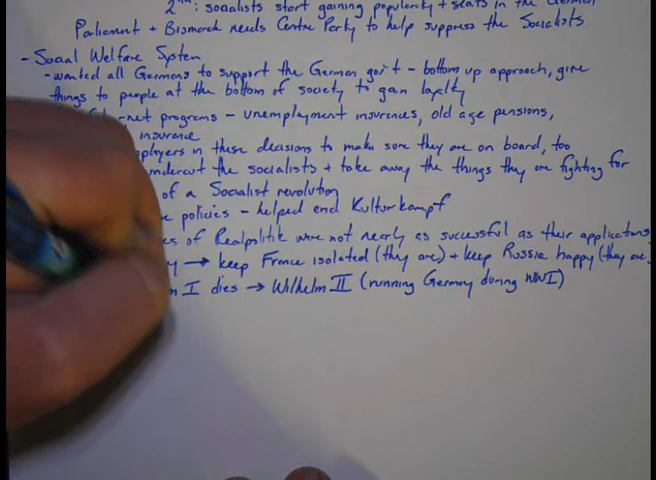 2nd: socialists start gaining popularity + seats in the German
Parliament + Bismarck needs Centre Party to help suppress the Socialists
- Social Welfare System
- wanted all Germans to support the German gov't - bottom up approach, give
things to people at the bottom of society to gain loyalty
net programs - unemployment insurances, old age pensions,
insurance
ployers in these decisions to make sure they are on board, too
undercut the socialists + take away the things they are fighting for
of a Socialist revolution
policies - helped end Kulturkampf
of Realpolitik were not nearly as successful as their applications
y → keep France isolated (they are) + keep Russia happy (they are
m I dies → Wilhelm II (running Germany during WWI)